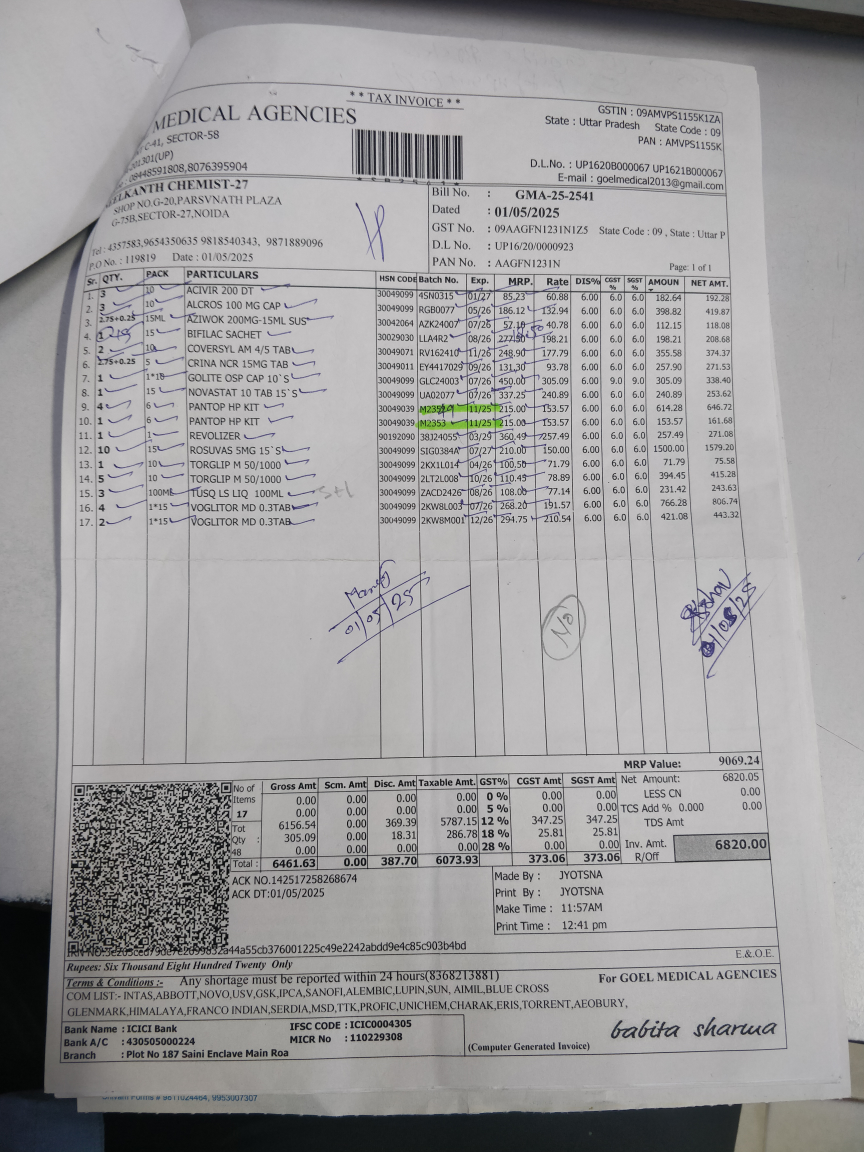 * * TAX INVOICE * *
MEDICAL AGENCIES
C-41, SECTOR-58
201301(UP)
08448591808,8076395904
GSTIN : 09AMVPS1155K1ZA
State : Uttar Pradesh State Code : 09
PAN : AMVPS1155K
D.L.No. : UP1620B000067 UP1621B000067
E-mail : goelmedical2013@gmail.com
ELKANTH CHEMIST-27
SHOP NO.G-20,PARSVNATH PLAZA
G-75B,SECTOR-27,NOIDA
Tel : 4357583,9654350635 9818540343, 9871889096
P.O No. : 119819 Date : 01/05/2025
Bill No. : GMA-25-2541
Dated : 01/05/2025
GST No. : 09AAGFN1231N1Z5 State Code : 09 , State : Uttar P
D.L No. : UP16/20/0000923
PAN No. : AAGFN1231N
Page: 1 of 1
Sr. QTY. PACK PARTICULARS HSN CODE Batch No. Exp. MRP. Rate DIS% CGST % SGST % AMOUN NET AMT.
1. 3 10 ACIVIR 200 DT 30049099 4SN0315 01/27 85.23 60.88 6.00 6.0 6.0 182.64 192.28
2. 3 10 ALCROS 100 MG CAP 30049099 RGB0077 05/26 186.12 132.94 6.00 6.0 6.0 398.82 419.87
3. 2.75+0.25 15ML AZIWOK 200MG-15ML SUS 30042064 AZK24007 07/26 57.10 40.78 6.00 6.0 6.0 112.15 118.08
4. 1 15 BIFILAC SACHET 30029030 LLA4R2 08/26 277.50 198.21 6.00 6.0 6.0 198.21 208.68
5. 2 10 COVERSYL AM 4/5 TAB 30049071 RV162410 11/26 248.90 177.79 6.00 6.0 6.0 355.58 374.37
6. 2.75+0.25 5 CRINA NCR 15MG TAB 30049011 EY4417029 09/26 131.30 93.78 6.00 6.0 6.0 257.90 271.53
7. 1 1*10 GOLITE OSP CAP 10`S 30049099 GLC24003 07/26 450.00 305.09 6.00 9.0 9.0 305.09 338.40
8. 1 15 NOVASTAT 10 TAB 15`S 30049099 UA02077 07/26 337.25 240.89 6.00 6.0 6.0 240.89 253.62
9. 4 6 PANTOP HP KIT 30049039 11/25 215.00 153.57 6.00 6.0 6.0 614.28 646.72
10. 1 6 PANTOP HP KIT 30049039 M2353 11/25 215.00 153.57 6.00 6.0 6.0 153.57 161.68
11. 1 1 REVOLIZER 90192090 38J24055 03/29 360.49 257.49 6.00 6.0 6.0 257.49 271.08
12. 10 15 ROSUVAS 5MG 15`S 30049099 SIG0384A 07/27 210.00 150.00 6.00 6.0 6.0 1500.00 1579.20
13. 1 10 TORGLIP M 50/1000 30049099 2KX1L014 04/26 100.50 71.79 6.00 6.0 6.0 71.79 75.58
14. 5 10 TORGLIP M 50/1000 30049099 2LT2L008 10/26 110.45 78.89 6.00 6.0 6.0 394.45 415.28
15. 3 100ML TUSQ LS LIQ 100ML 30049099 ZACD2426 08/26 108.00 77.14 6.00 6.0 6.0 231.42 243.63
16. 4 1*15 VOGLITOR MD 0.3TAB 30049099 2KW8L003 07/26 268.20 191.57 6.00 6.0 6.0 766.28 806.74
17. 2 1*15 VOGLITOR MD 0.3TAB 30049099 2KW8M001 12/26 294.75 210.54 6.00 6.0 6.0 421.08 443.32
01/05/25
No
MRP Value: 9069.24
No of Items 17
Tot Qty : 48
Gross Amt Scm. Amt Disc. Amt Taxable Amt. GST% CGST Amt SGST Amt
0.00 0.00 0.00 0.00 0 % 0.00 0.00
0.00 0.00 0.00 0.00 5 % 0.00 0.00
6156.54 0.00 369.39 5787.15 12 % 347.25 347.25
305.09 0.00 18.31 286.78 18 % 25.81 25.81
0.00 0.00 0.00 0.00 28 % 0.00 0.00
Total : 6461.63 0.00 387.70 6073.93 373.06 373.06
Net Amount: 6820.05
LESS CN 0.00
TCS Add % 0.000 0.00
TDS Amt
Inv. Amt. 6820.00
R/Off
ACK NO.142517258268674
ACK DT:01/05/2025
Made By : JYOTSNA
Print By : JYOTSNA
Make Time : 11:57AM
Print Time : 12:41 pm
E.& O.E.
Rupees: Six Thousand Eight Hundred Twenty Only
Terms & Conditions :- Any shortage must be reported within 24 hours(8368213881)
For GOEL MEDICAL AGENCIES
COM LIST:- INTAS,ABBOTT,NOVO,USV,GSK,IPCA,SANOFI,ALEMBIC,LUPIN,SUN, AIMIL,BLUE CROSS
GLENMARK,HIMALAYA,FRANCO INDIAN,SERDIA,MSD,TTK,PROFIC,UNICHEM,CHARAK,ERIS,TORRENT,AEOBURY,
Bank Name : ICICI Bank IFSC CODE : ICIC0004305
Bank A/C : 430505000224 MICR No : 110229308
Branch : Plot No 187 Saini Enclave Main Roa
(Computer Generated Invoice)
babita sharma